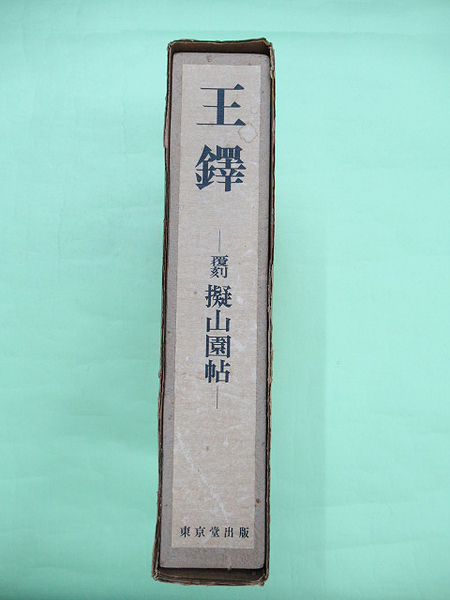 王鐸
—覆刻 擬山園帖—
東京堂出版